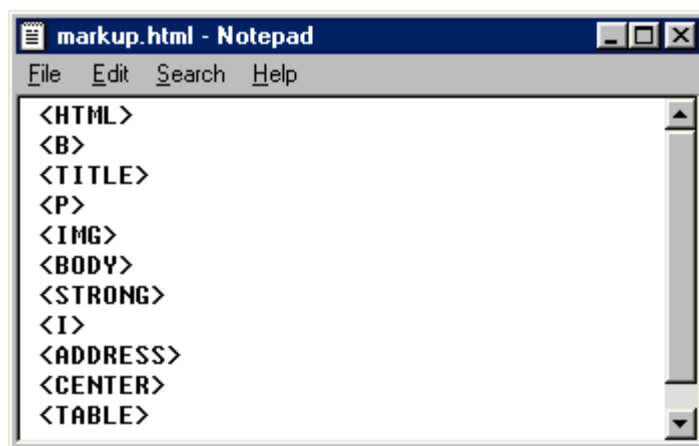 markup.html - Notepad
File Edit Search Help
<HTML>
<B>
<TITLE>
<P>
<IMG>
<BODY>
<STRONG>
<I>
<ADDRESS>
<CENTER>
<TABLE>